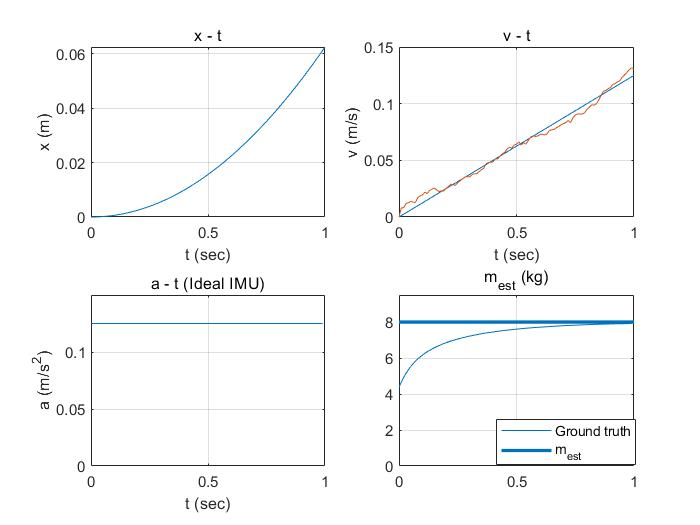 x - t
0.06
0.04
0.02
0
x (m)
0
0.5
1
t (sec)
v - t
0.15
0.1
0.05
0
v (m/s)
0
0.5
1
t (sec)
a - t (Ideal IMU)
0.1
0.05
0
a (m/s²)
0
0.5
1
t (sec)
m_est (kg)
8
6
4
2
0
0
0.5
1
Ground truth
m_est